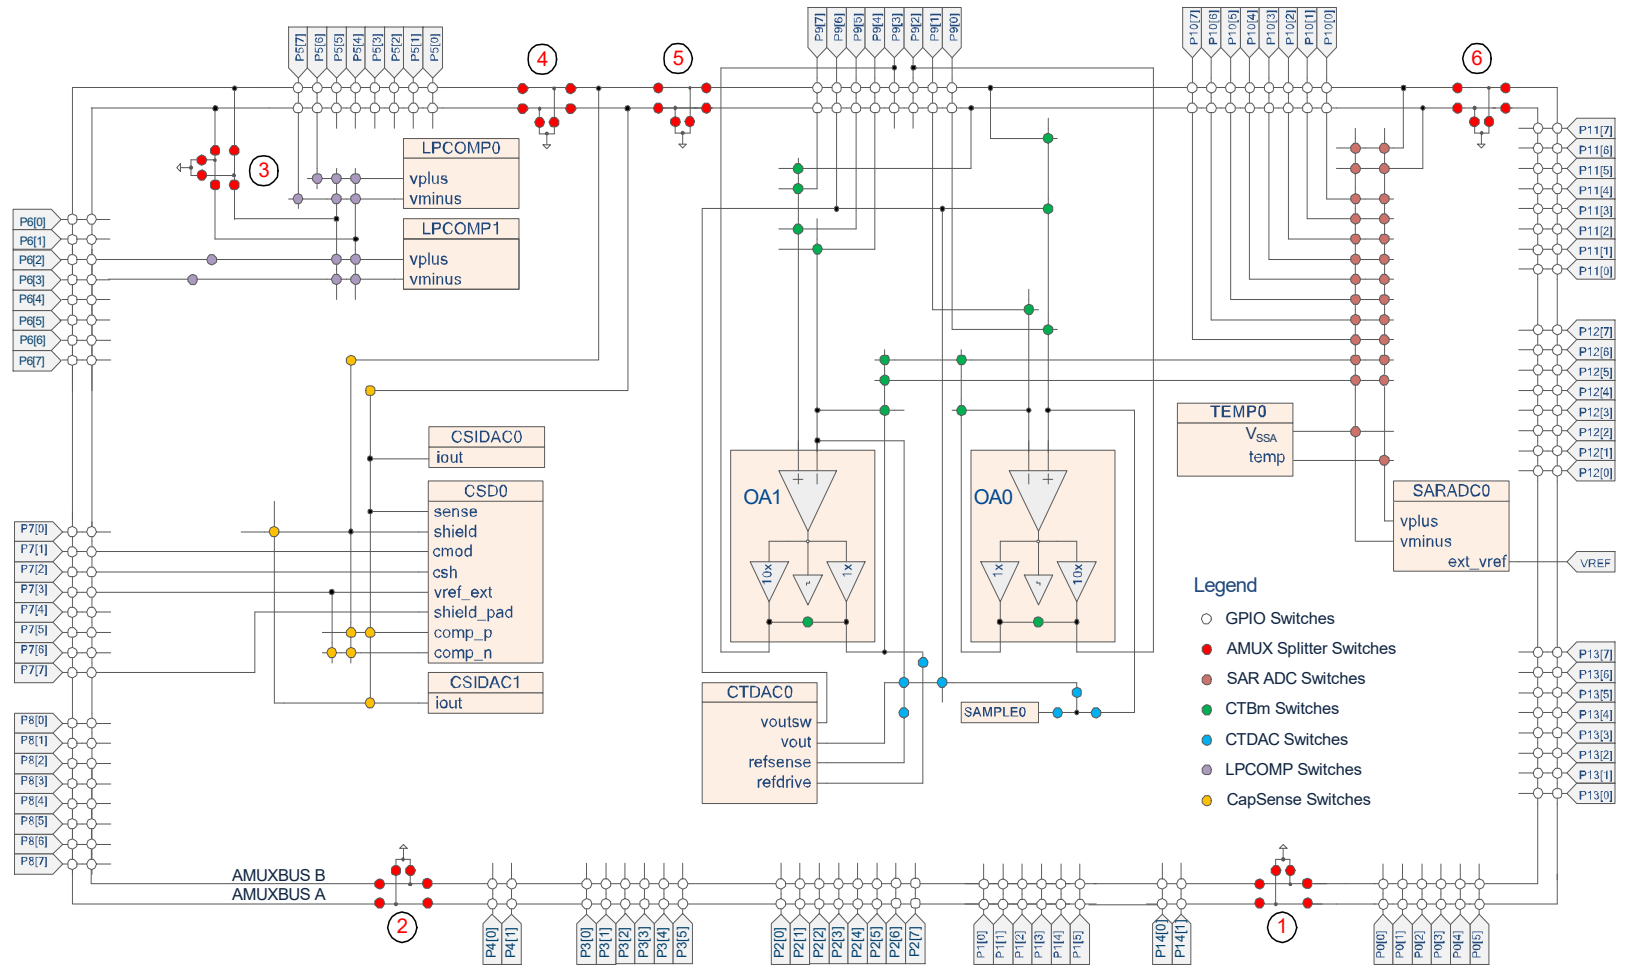 P5[7]
P5[6]
P5[5]
P5[4]
P5[3]
P5[2]
P5[1]
P5[0]
4
5
P9[7]
P9[6]
P9[5]
P9[4]
P9[3]
P9[2]
P9[1]
P9[0]
P10[7]
P10[6]
P10[5]
P10[4]
P10[3]
P10[2]
P10[1]
P10[0]
6
3
LPCOMP0
vplus
vminus
LPCOMP1
vplus
vminus
P6[0]
P6[1]
P6[2]
P6[3]
P6[4]
P6[5]
P6[6]
P6[7]
P11[7]
P11[6]
P11[5]
P11[4]
P11[3]
P11[2]
P11[1]
P11[0]
P12[7]
P12[6]
P12[5]
P12[4]
P12[3]
P12[2]
P12[1]
P12[0]
CSIDAC0
iout
CSD0
sense
shield
cmod
csh
vref_ext
shield_pad
comp_p
comp_n
CSIDAC1
iout
P7[0]
P7[1]
P7[2]
P7[3]
P7[4]
P7[5]
P7[6]
P7[7]
P8[0]
P8[1]
P8[2]
P8[3]
P8[4]
P8[5]
P8[6]
P8[7]
OA1
+
10x
1x
OA0
+
1x
10x
TEMP0
VSSA
temp
SARADC0
vplus
vminus
ext_vref
VREF
CTDAC0
voutsw
vout
refsense
refdrive
SAMPLE0
Legend
GPIO Switches
AMUX Splitter Switches
SAR ADC Switches
CTBm Switches
CTDAC Switches
LPCOMP Switches
CapSense Switches
P13[7]
P13[6]
P13[5]
P13[4]
P13[3]
P13[2]
P13[1]
P13[0]
AMUXBUS B
AMUXBUS A
2
1
P4[0]
P4[1]
P3[0]
P3[1]
P3[2]
P3[3]
P3[4]
P3[5]
P2[0]
P2[1]
P2[2]
P2[3]
P2[4]
P2[5]
P2[6]
P2[7]
P1[0]
P1[1]
P1[2]
P1[3]
P1[4]
P1[5]
P14[0]
P14[1]
P0[0]
P0[1]
P0[2]
P0[3]
P0[4]
P0[5]